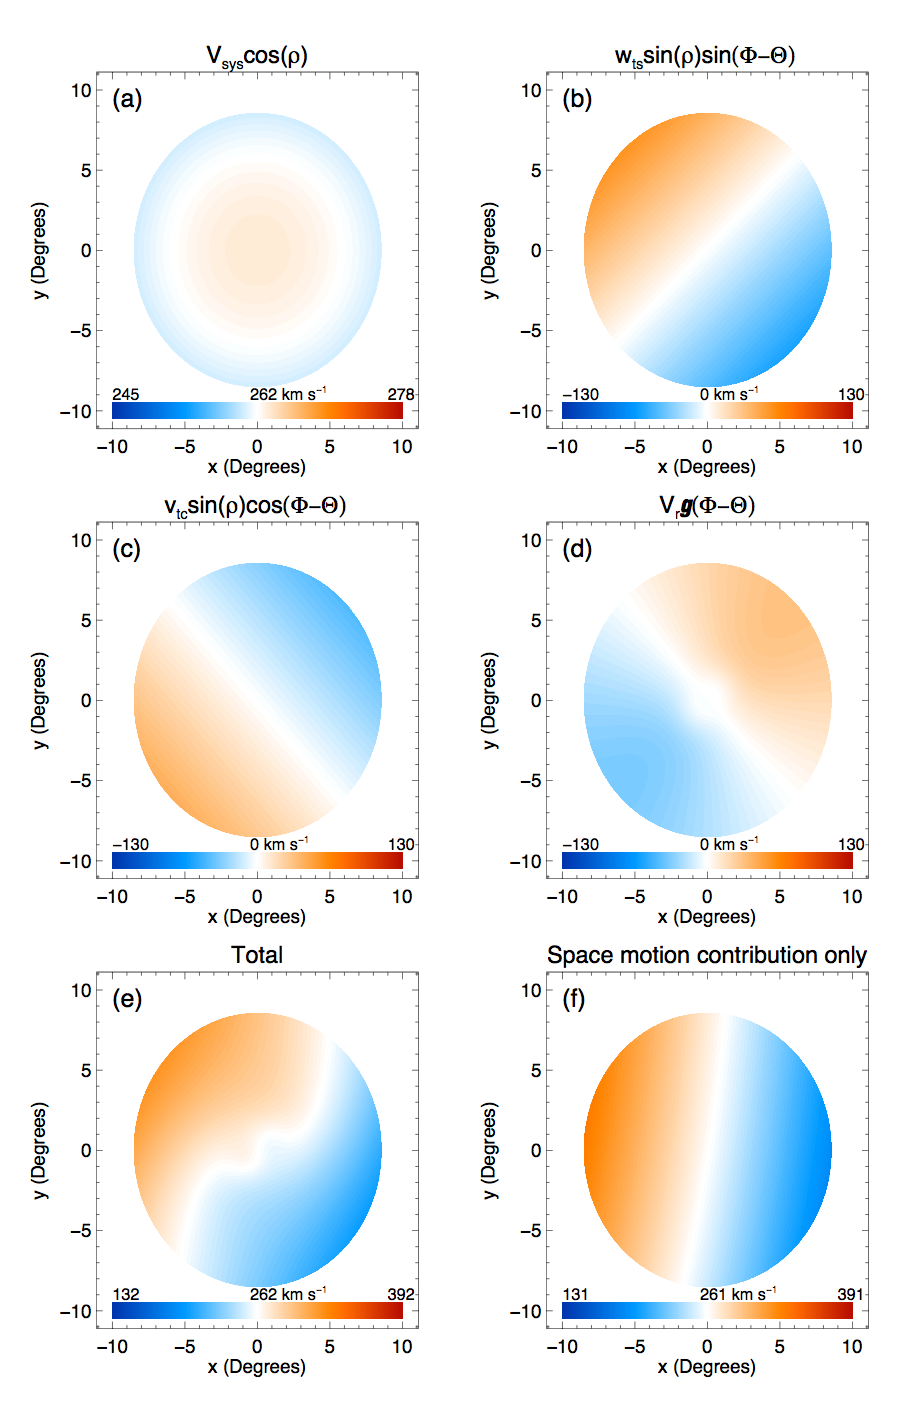 V_sys cos(ρ)
(a)
10
5
0
−5
−10
y (Degrees)
245 262 km s⁻¹ 278
−10 −5 0 5 10
x (Degrees)
w_ts sin(ρ)sin(Φ−Θ)
(b)
10
5
0
−5
−10
y (Degrees)
−130 0 km s⁻¹ 130
−10 −5 0 5 10
x (Degrees)
v_tc sin(ρ)cos(Φ−Θ)
(c)
10
5
0
−5
−10
y (Degrees)
−130 0 km s⁻¹ 130
−10 −5 0 5 10
x (Degrees)
V_r g(Φ−Θ)
(d)
10
5
0
−5
−10
y (Degrees)
−130 0 km s⁻¹ 130
−10 −5 0 5 10
x (Degrees)
Total
(e)
10
5
0
−5
−10
y (Degrees)
132 262 km s⁻¹ 392
−10 −5 0 5 10
x (Degrees)
Space motion contribution only
(f)
10
5
0
−5
−10
y (Degrees)
131 261 km s⁻¹ 391
−10 −5 0 5 10
x (Degrees)